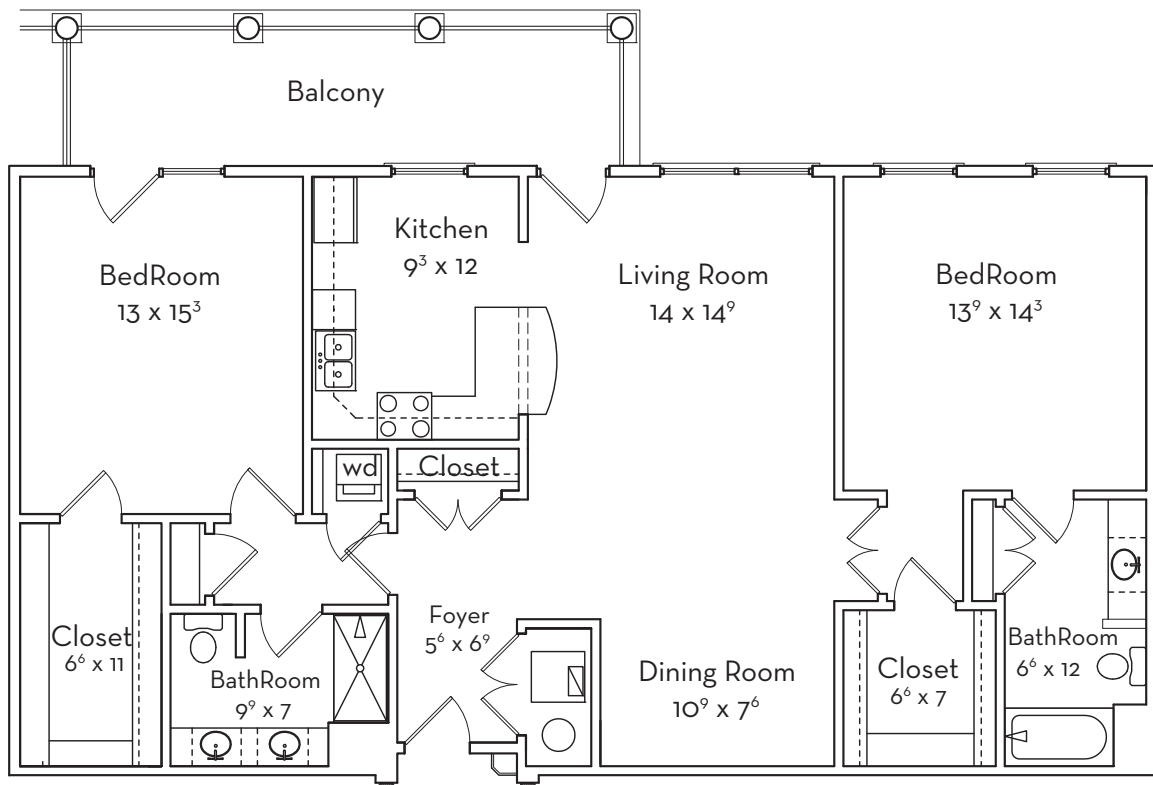 Balcony
BedRoom
13 x 15³
Kitchen
9³ x 12
Living Room
14 x 14⁹
BedRoom
13⁹ x 14³
wd
Closet
Closet
6⁶ x 11
BathRoom
9⁹ x 7
Foyer
5⁶ x 6⁹
Dining Room
10⁹ x 7⁶
Closet
6⁶ x 7
BathRoom
6⁶ x 12